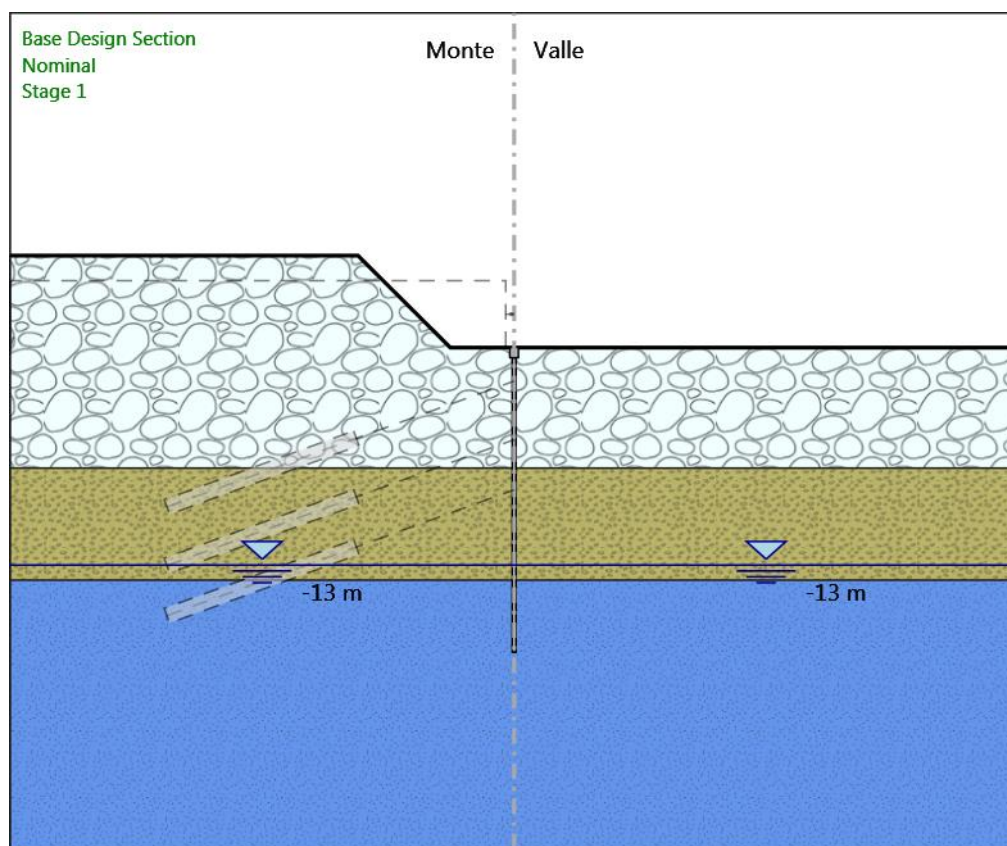 Base Design Section
Nominal
Stage 1
Monte
Valle
-13 m
-13 m